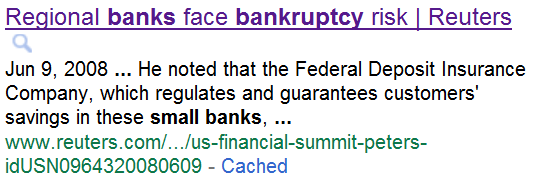 Regional banks face bankruptcy risk | Reuters
Jun 9, 2008 ... He noted that the Federal Deposit Insurance
Company, which regulates and guarantees customers'
savings in these small banks, ...
www.reuters.com/.../us-financial-summit-peters-
idUSN0964320080609 - Cached